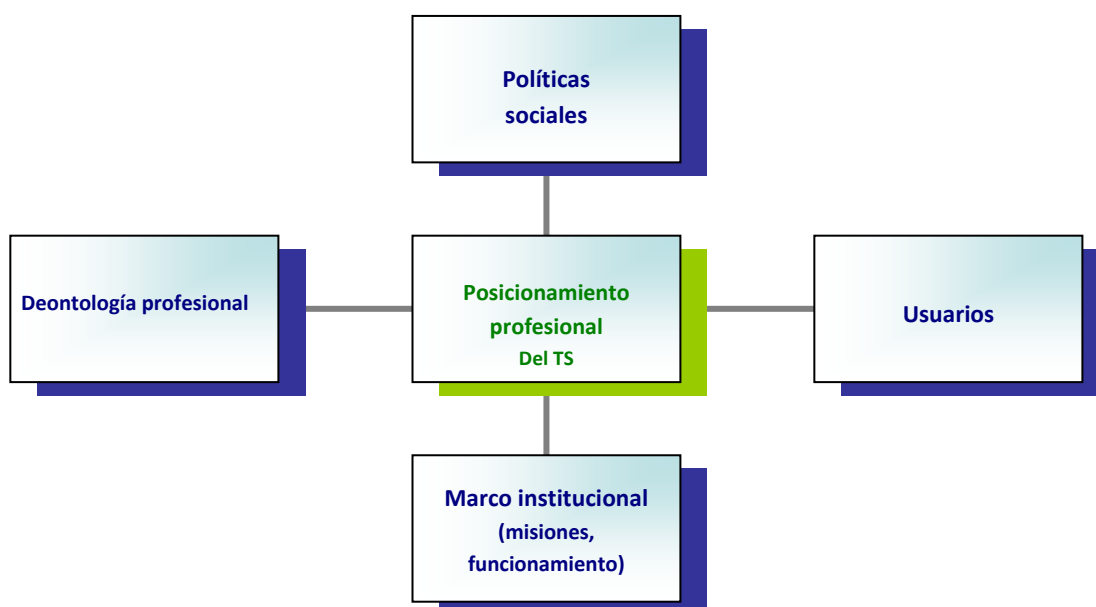 Políticas
sociales
Deontología profesional
Posicionamiento
profesional
Del TS
Usuarios
Marco institucional
(misiones,
funcionamiento)